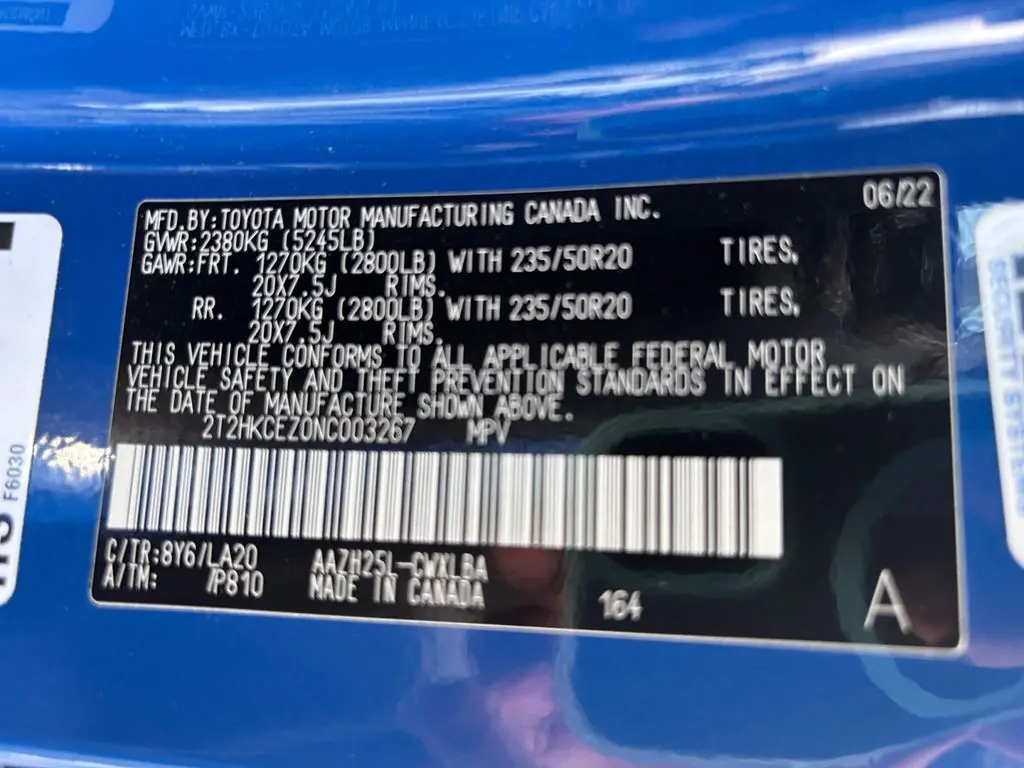 06/22
MFD.BY:TOYOTA MOTOR MANUFACTURING CANADA INC.
GVWR:2380KG (5245LB)
GAWR:FRT. 1270KG (2800LB) WITH 235/50R20 TIRES,
20X7.5J RIMS.
RR. 1270KG (2800LB) WITH 235/50R20 TIRES,
20X7.5J RIMS.
THIS VEHICLE CONFORMS TO ALL APPLICABLE FEDERAL MOTOR
VEHICLE SAFETY AND THEFT PREVENTION STANDARDS IN EFFECT ON
THE DATE OF MANUFACTURE SHOWN ABOVE.
2T2HKCEZ0NC003267 MPV
C/TR:8Y6/LA20 AAZH25L-CWXLBA
A/TM: /P810 MADE IN CANADA
164
A
F6030